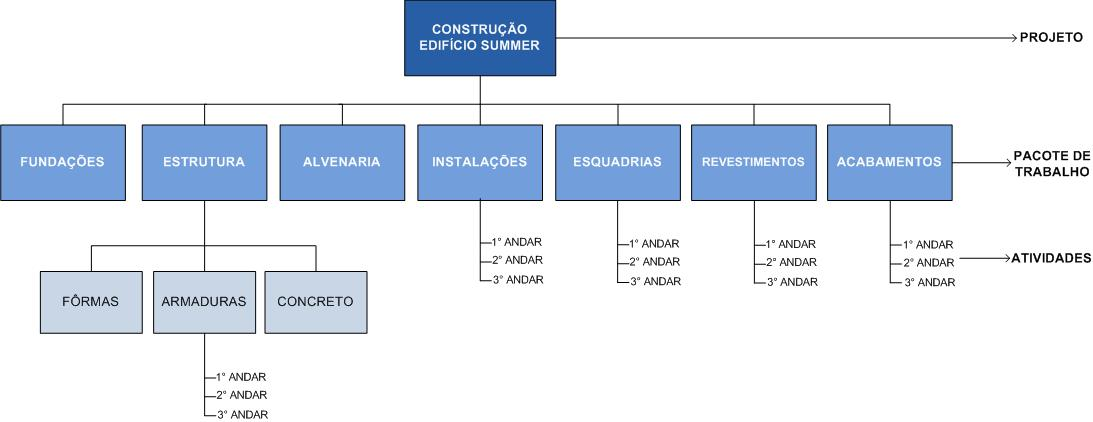 CONSTRUÇÃO
EDIFÍCIO SUMMER
PROJETO
FUNDAÇÕES
ESTRUTURA
ALVENARIA
INSTALAÇÕES
ESQUADRIAS
REVESTIMENTOS
ACABAMENTOS
PACOTE DE
TRABALHO
1° ANDAR
2° ANDAR
3° ANDAR
1° ANDAR
2° ANDAR
3° ANDAR
1° ANDAR
2° ANDAR
3° ANDAR
1° ANDAR
2° ANDAR
3° ANDAR
ATIVIDADES
FÔRMAS
ARMADURAS
CONCRETO
1° ANDAR
2° ANDAR
3° ANDAR